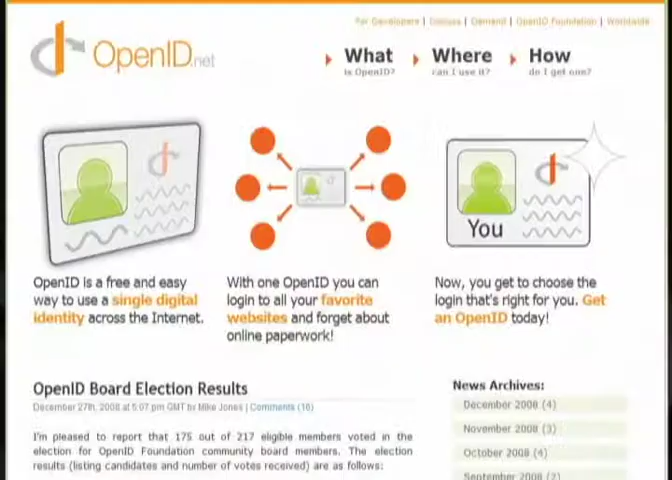 For Developers | Discuss | Demand | OpenID Foundation | Worldwide
OpenID.net
What
is OpenID?
Where
can I use it?
How
do I get one?
You
OpenID is a free and easy
way to use a single digital
identity across the Internet.
With one OpenID you can
login to all your favorite
websites and forget about
online paperwork!
Now, you get to choose the
login that's right for you. Get
an OpenID today!
OpenID Board Election Results
December 27th, 2008 at 5:07 pm GMT by Mike Jones | Comments (16)
I'm pleased to report that 175 out of 217 eligible members voted in the
election for OpenID Foundation community board members. The election
results (listing candidates and number of votes received) are as follows:
News Archives:
December 2008 (4)
November 2008 (3)
October 2008 (4)
September 2008 (2)